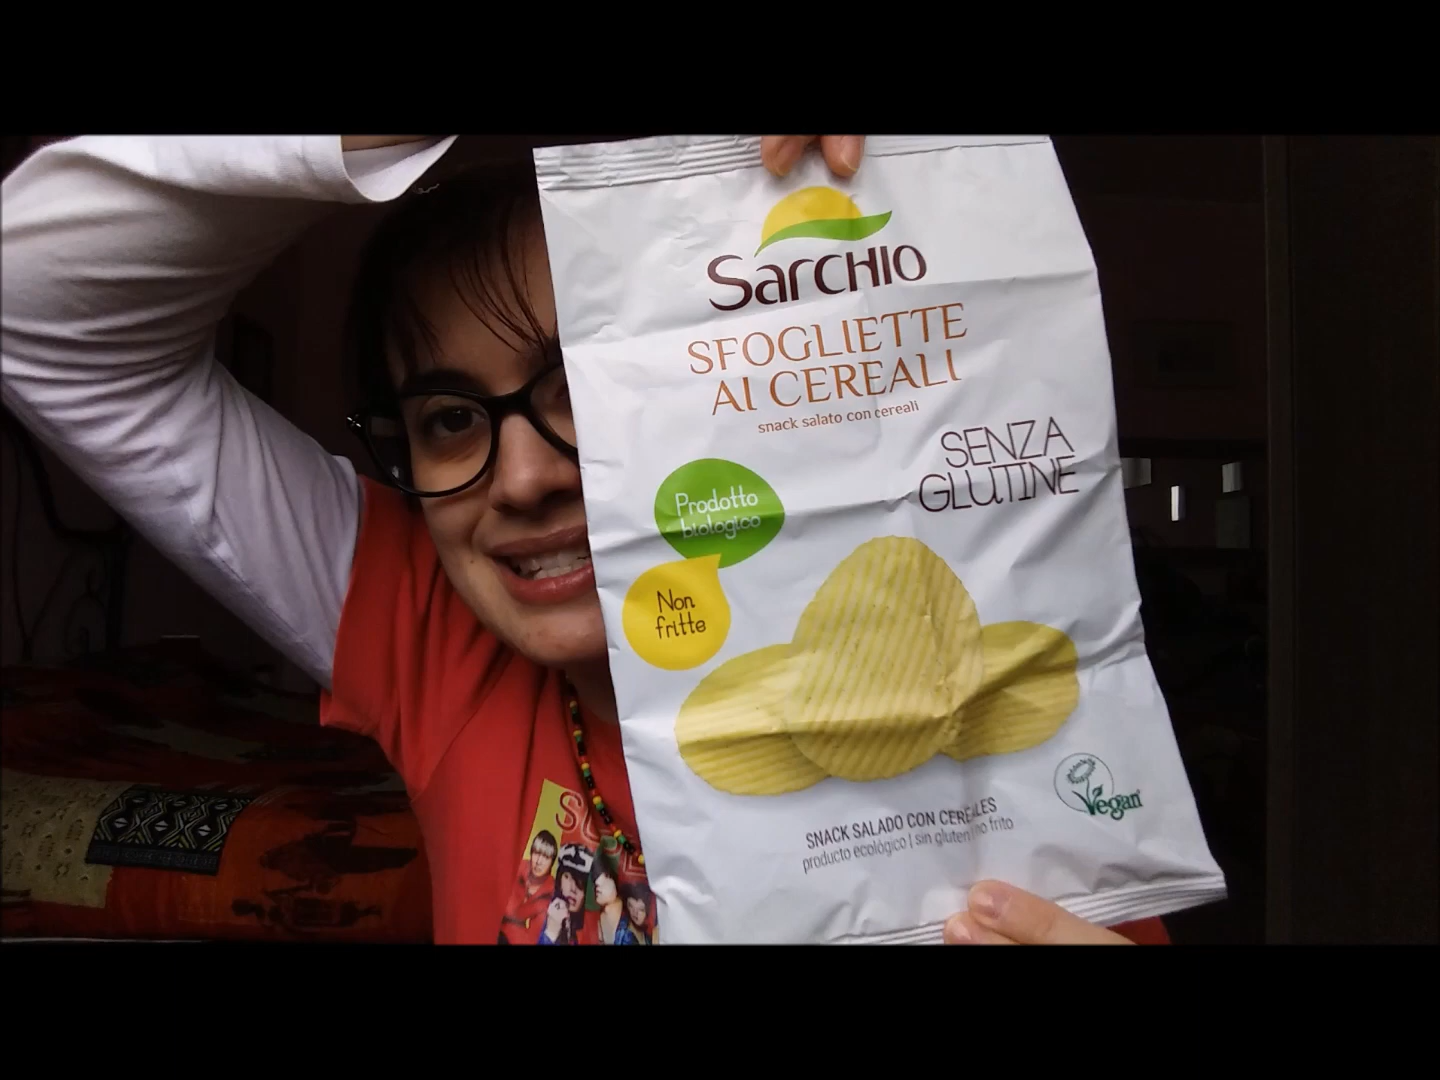 Sarchio
SFOGLIETTE
AI CEREALI
snack salato con cereali
SENZA
GLUTINE
Prodotto
biologico
Non
fritte
Vegan
SNACK SALADO CON CEREALES
producto ecológico | sin gluten | no frito